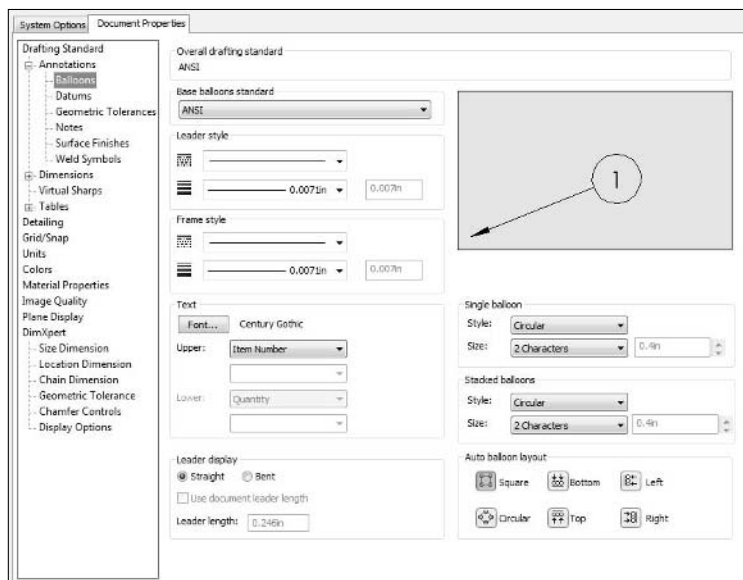 System Options Document Properties
Drafting Standard
Annotations
Balloons
Datums
Geometric Tolerances
Notes
Surface Finishes
Weld Symbols
Dimensions
Virtual Sharps
Tables
Detailing
Grid/Snap
Units
Colors
Material Properties
Image Quality
Plane Display
DimXpert
Size Dimension
Location Dimension
Chain Dimension
Geometric Tolerance
Chamfer Controls
Display Options
Overall drafting standard
ANSI
Base balloons standard
ANSI
Leader style
0.0071in 0.007in
Frame style
0.0071in 0.007in
1
Text
Font... Century Gothic
Upper: Item Number
Lower: Quantity
Single balloon
Style: Circular
Size: 2 Characters 0.4in
Stacked balloons
Style: Circular
Size: 2 Characters 0.4in
Leader display
Straight Bent
Use document leader length
Leader length: 0.246in
Auto balloon layout
Square Bottom Left
Circular Top Right